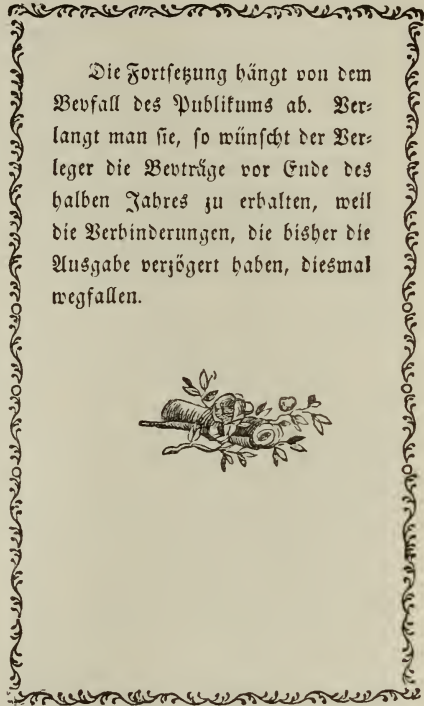 Die Fortsetzung hängt von dem
Beyfall des Publikums ab. Ver-
langt man sie, so wünscht der Ver-
leger die Beyträge vor Ende des
halben Jahres zu erhalten, weil
die Verhinderungen, die bisher die
Ausgabe verzögert haben, diesmal
wegfallen.